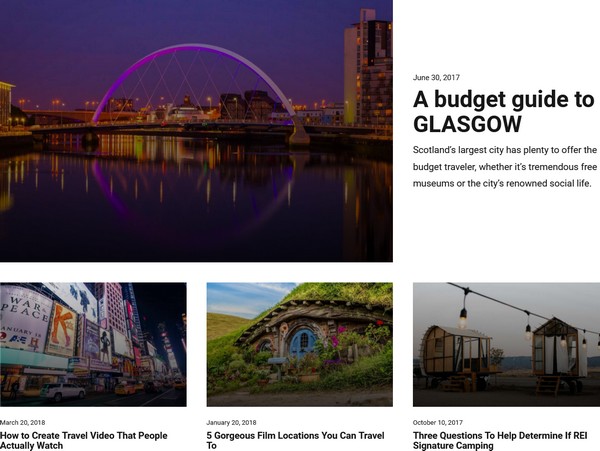 June 30, 2017
A budget guide to
GLASGOW
Scotland's largest city has plenty to offer the
budget traveler, whether it's tremendous free
museums or the city's renowned social life.
WAR
PEACE
JANUARY 18
K
March 20, 2018
How to Create Travel Video That People
Actually Watch
January 20, 2018
5 Gorgeous Film Locations You Can Travel
To
October 10, 2017
Three Questions To Help Determine If REI
Signature Camping